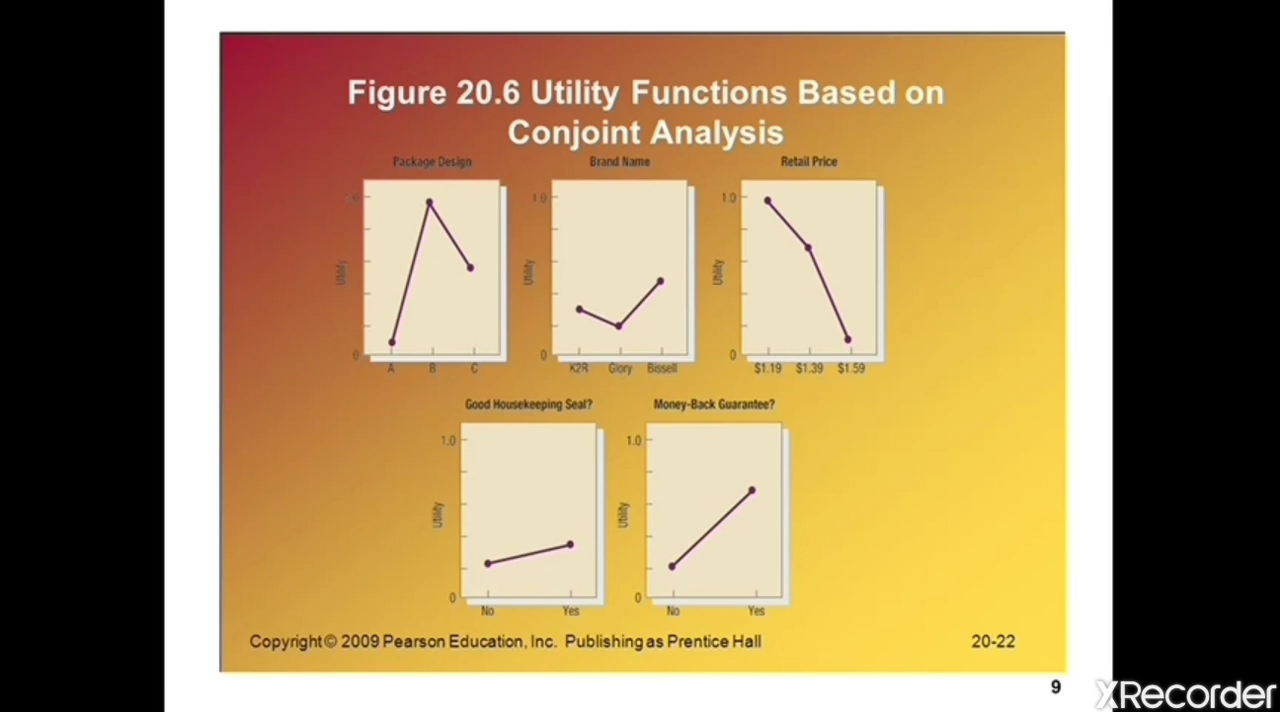 Figure 20.6 Utility Functions Based on
Conjoint Analysis
Package Design
Utility
0
A B C
Brand Name
1.0
Utility
0
K2R Glory Bissell
Retail Price
1.0
Utility
0
$1.19 $1.39 $1.59
Good Housekeeping Seal?
1.0
Utility
0
No Yes
Money-Back Guarantee?
1.0
Utility
0
No Yes
Copyright © 2009 Pearson Education, Inc. Publishing as Prentice Hall
20-22
9
XRecorder